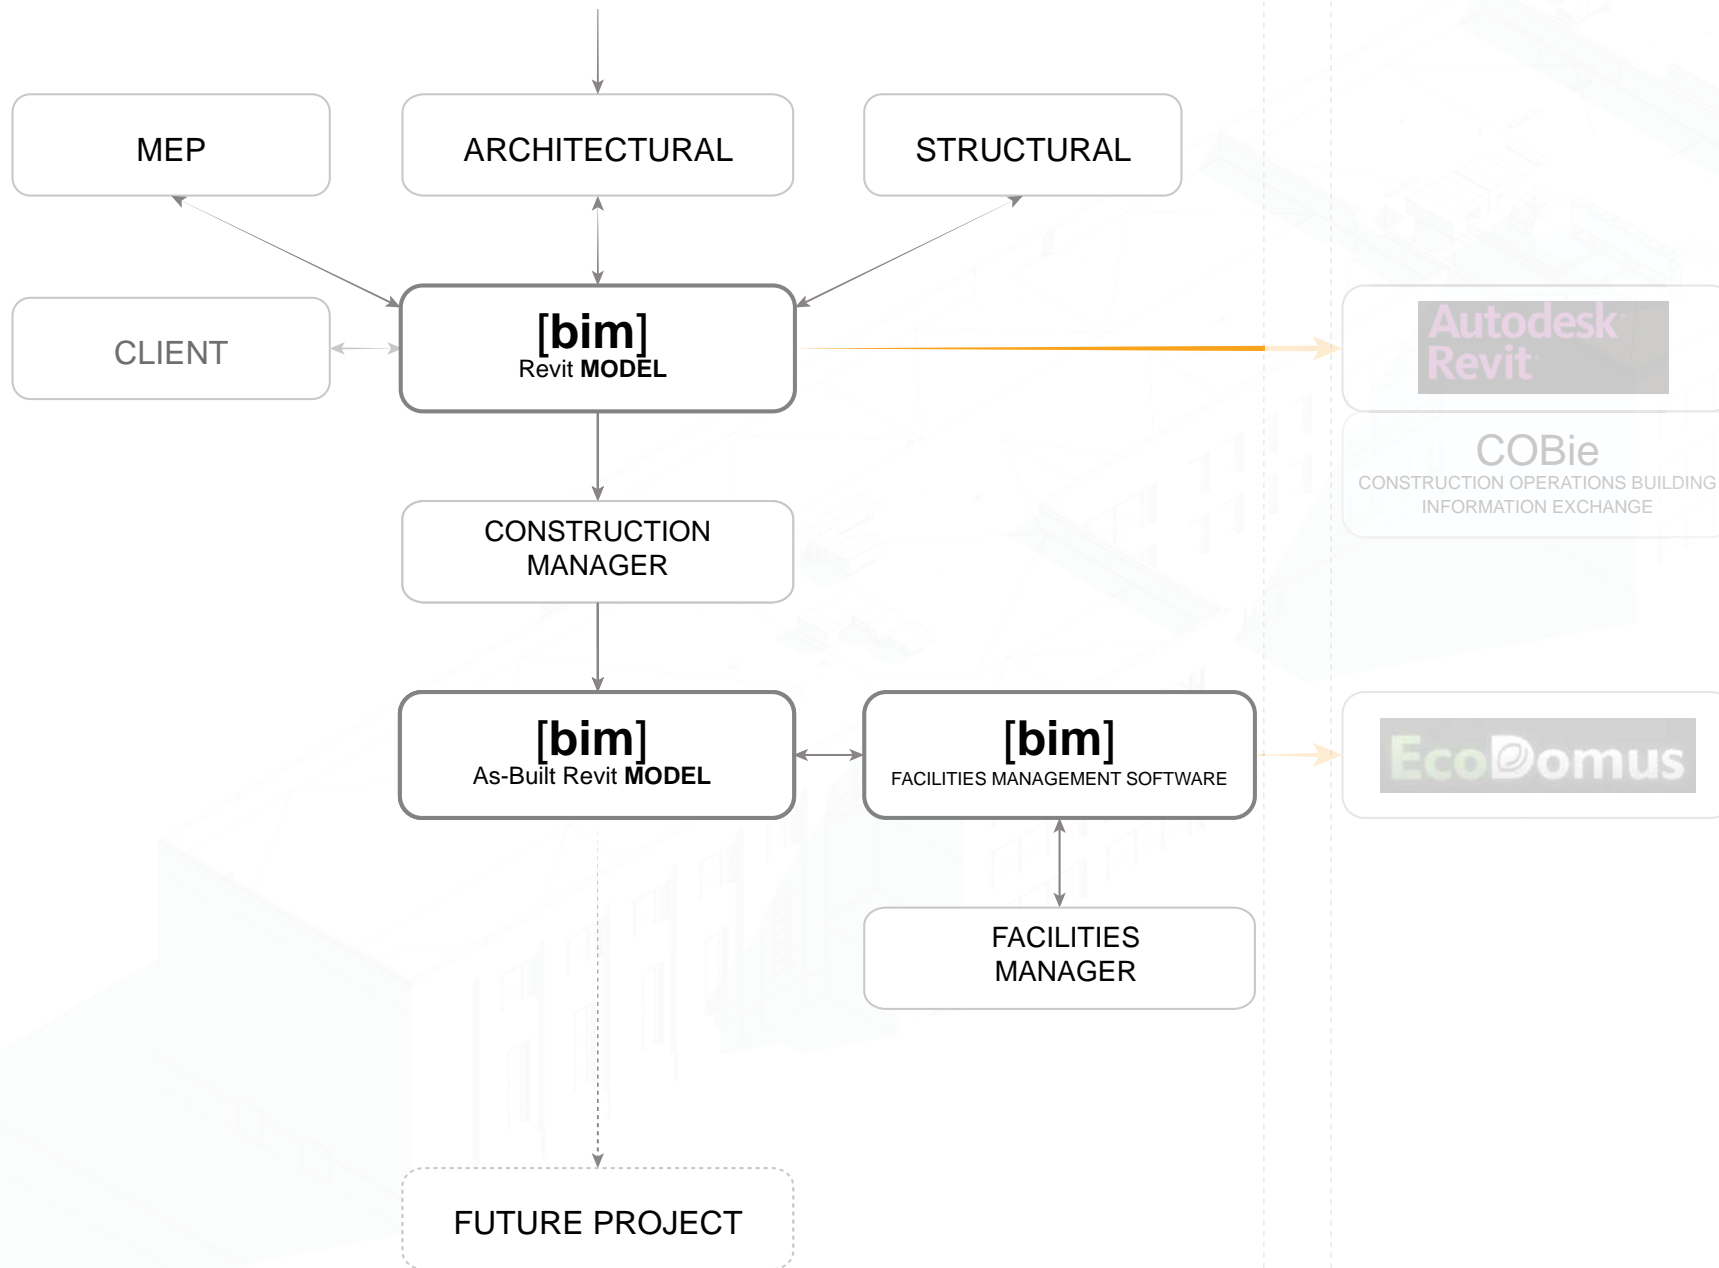 MEP
ARCHITECTURAL
STRUCTURAL
CLIENT
[bim]
Revit MODEL
Autodesk
Revit
COBie
CONSTRUCTION OPERATIONS BUILDING
INFORMATION EXCHANGE
CONSTRUCTION
MANAGER
[bim]
As-Built Revit MODEL
[bim]
FACILITIES MANAGEMENT SOFTWARE
EcoDomus
FACILITIES
MANAGER
FUTURE PROJECT